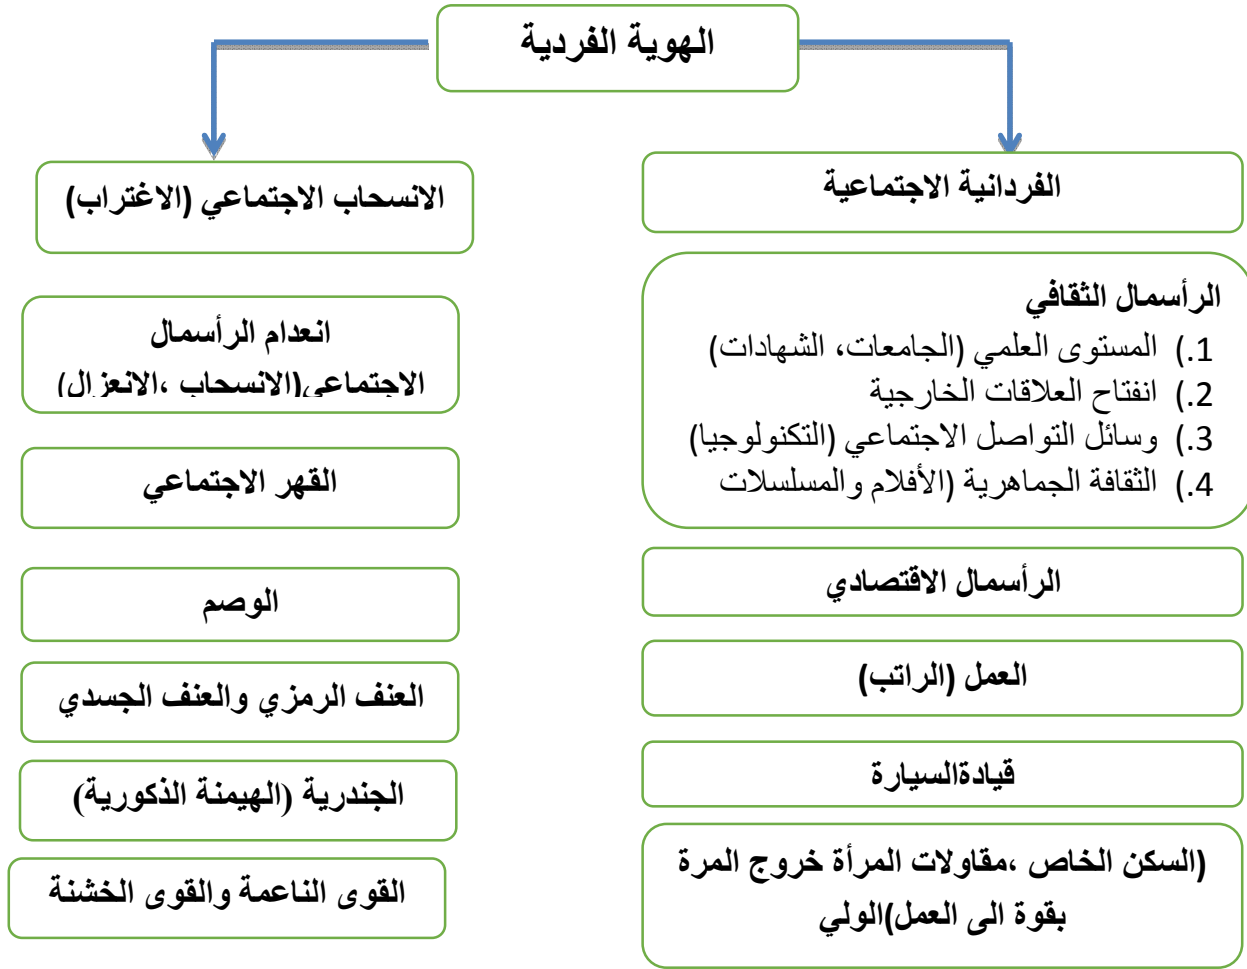 الهوية الفردية
الفردانية الاجتماعية
الرأسمال الثقافي
1.) المستوى العلمي (الجامعات، الشهادات)
2.) انفتاح العلاقات الخارجية
3.) وسائل التواصل الاجتماعي (التكنولوجيا)
4.) الثقافة الجماهرية (الأفلام والمسلسلات
الرأسمال الاقتصادي
العمل (الراتب)
قيادةالسيارة
(السكن الخاص ،مقاولات المرأة خروج المرة
بقوة الى العمل)الولي
الانسحاب الاجتماعي (الاغتراب)
انعدام الرأسمال
الاجتماعي(الانسحاب ،الانعزال)
القهر الاجتماعي
الوصم
العنف الرمزي والعنف الجسدي
الجندرية (الهيمنة الذكورية)
القوى الناعمة والقوى الخشنة